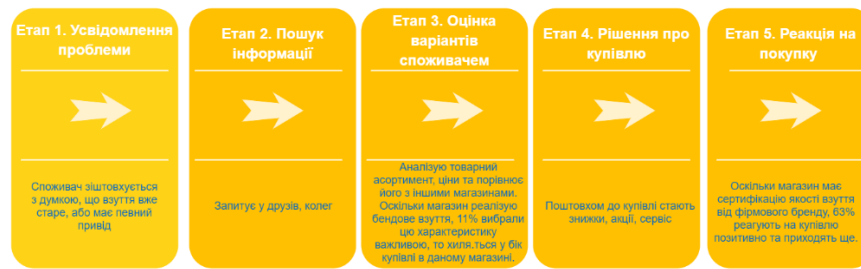 Етап 1. Усвідомлення
проблеми
Споживач зіштовхується
з думкою, що взуття вже
старе, або має певний
привід
Етап 2. Пошук
інформації
Запитує у друзів, колег
Етап 3. Оцінка
варіантів
споживачем
Аналізую товарний
асортимент, ціни та порівнює
його з іншими магазинами.
Оскільки магазин реалізую
бендове взуття, 11% вибрали
цю характеристику
важливою, то хиля.ться у бік
купівлі в даному магазині.
Етап 4. Рішення про
купівлю
Поштовхом до купівлі стають
знижки, акції, сервіс
Етап 5. Реакція на
покупку
Оскільки магазин має
сертифікацію якості взуття
від фірмового бренду, 63%
реагують на купівлю
позитивно та приходять ще.